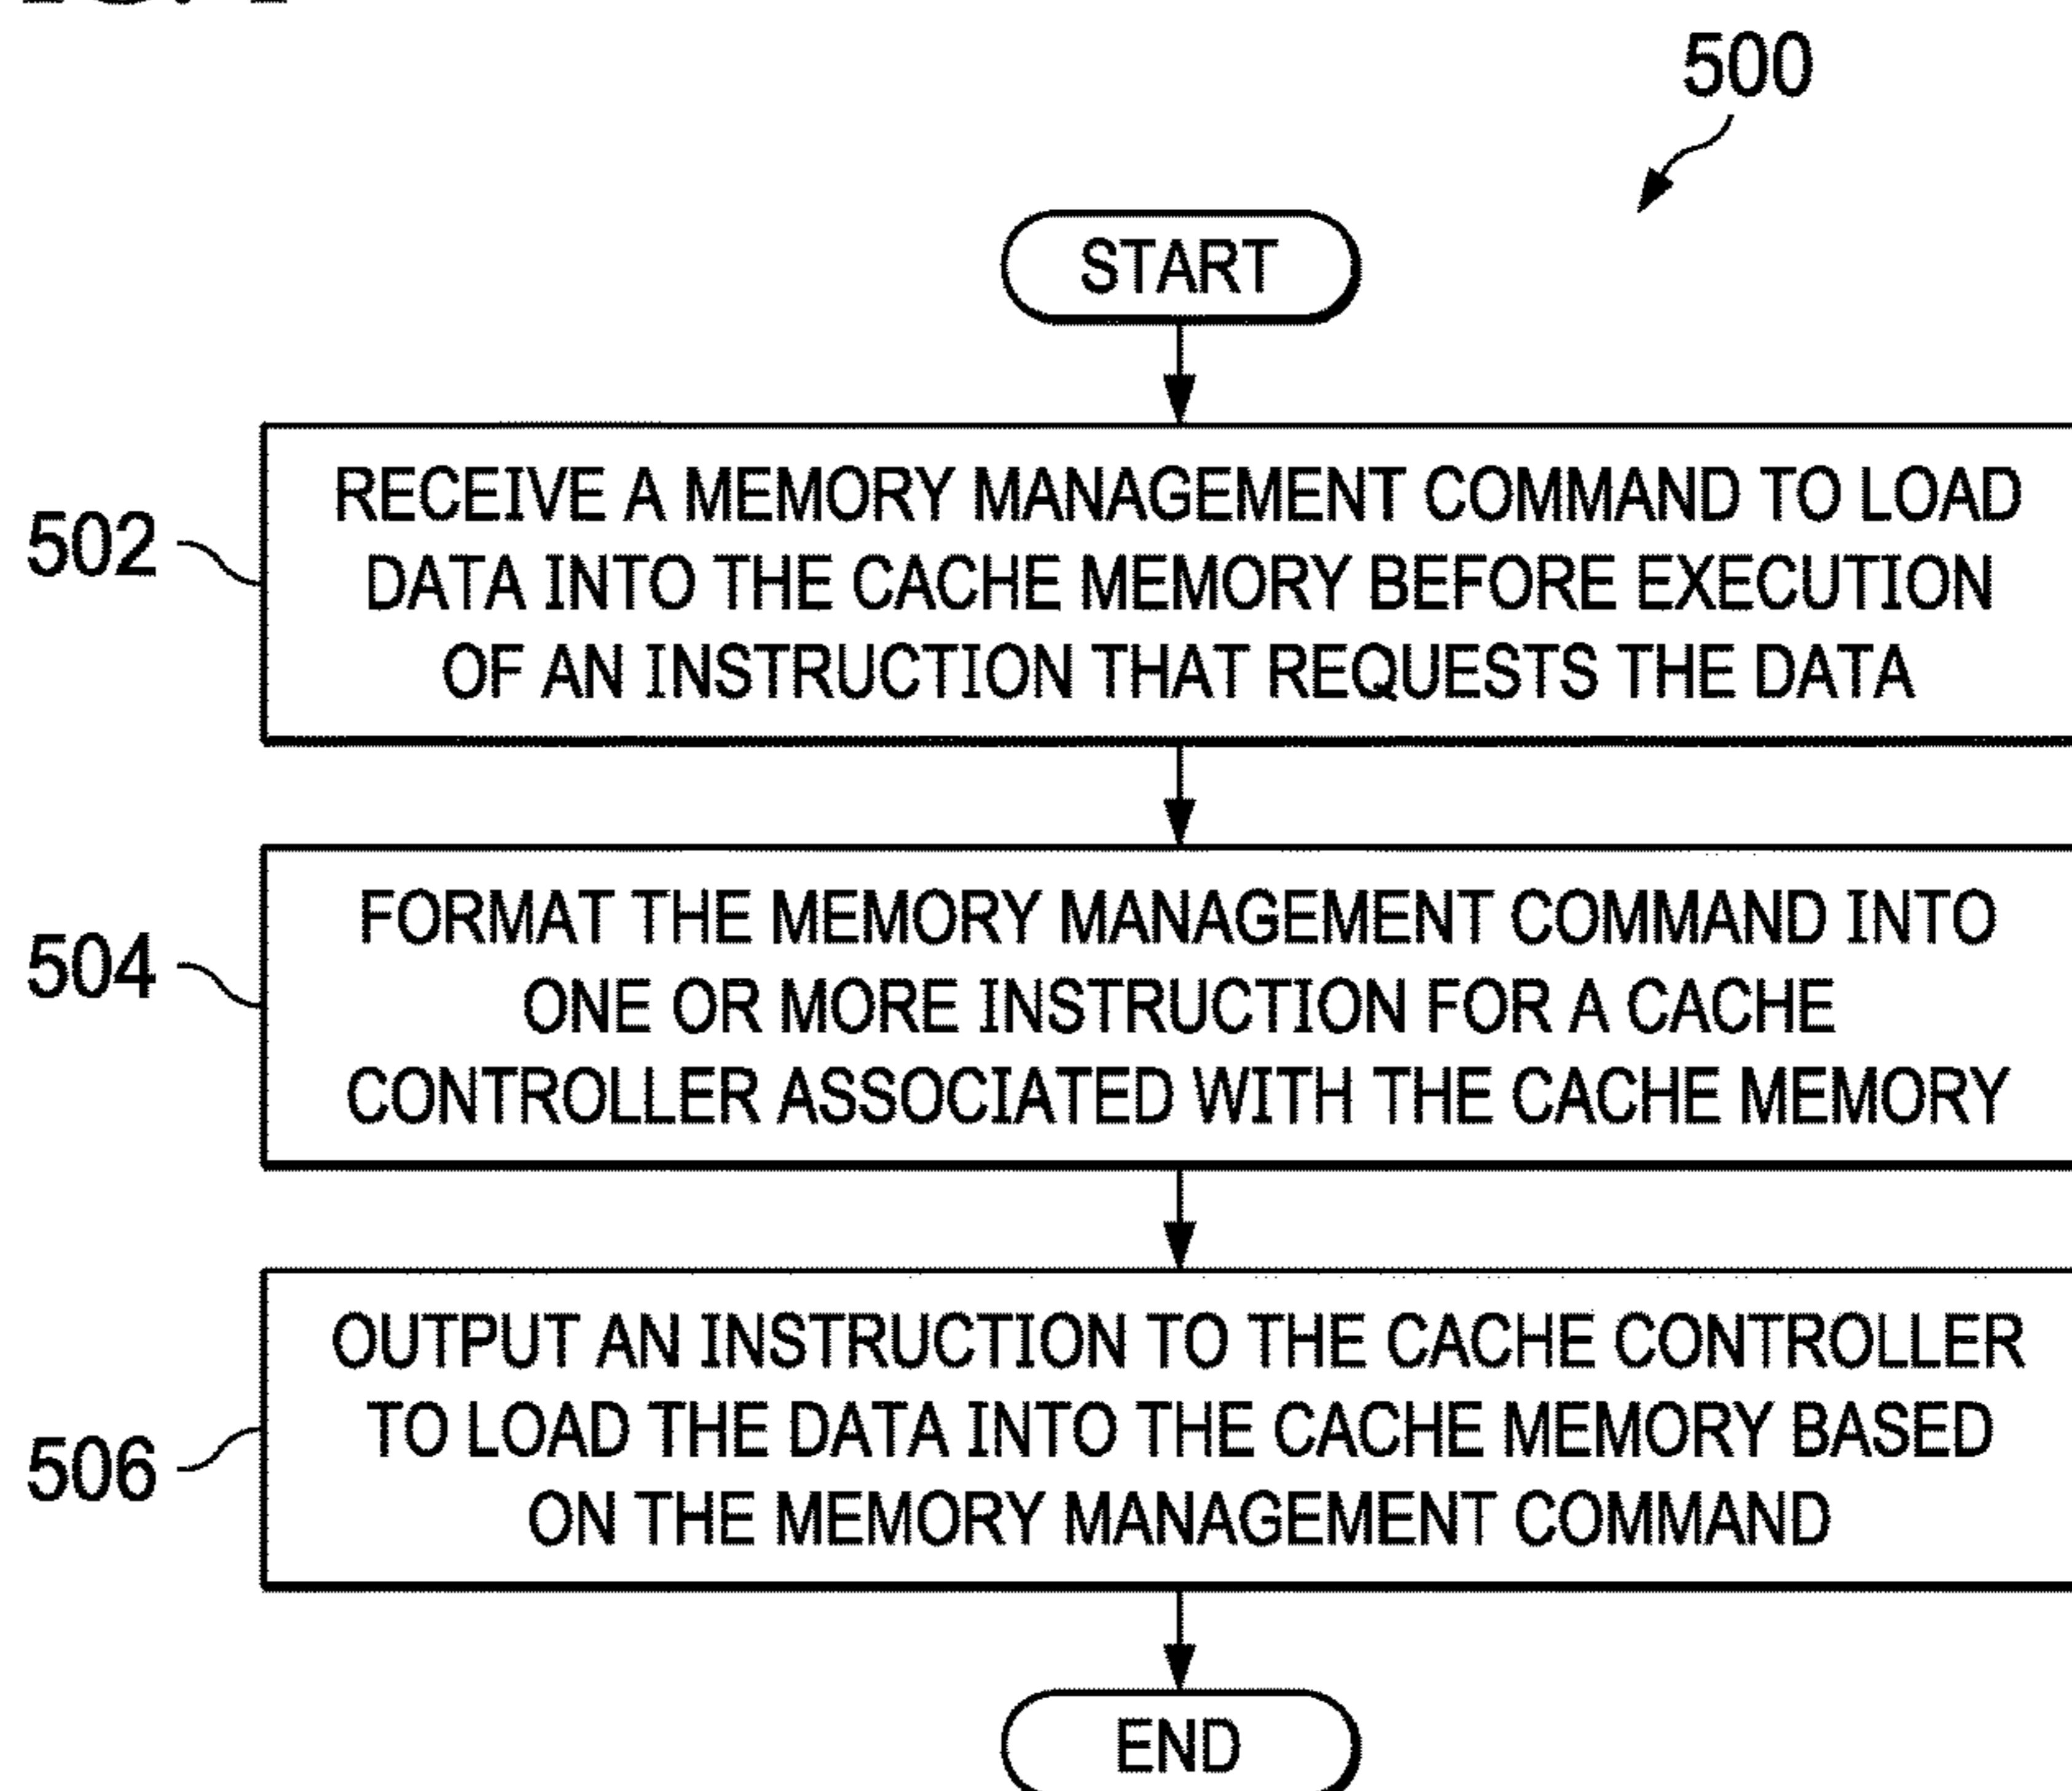 500
START
502
RECEIVE A MEMORY MANAGEMENT COMMAND TO LOAD
DATA INTO THE CACHE MEMORY BEFORE EXECUTION
OF AN INSTRUCTION THAT REQUESTS THE DATA
504
FORMAT THE MEMORY MANAGEMENT COMMAND INTO
ONE OR MORE INSTRUCTION FOR A CACHE
CONTROLLER ASSOCIATED WITH THE CACHE MEMORY
506
OUTPUT AN INSTRUCTION TO THE CACHE CONTROLLER
TO LOAD THE DATA INTO THE CACHE MEMORY BASED
ON THE MEMORY MANAGEMENT COMMAND
END